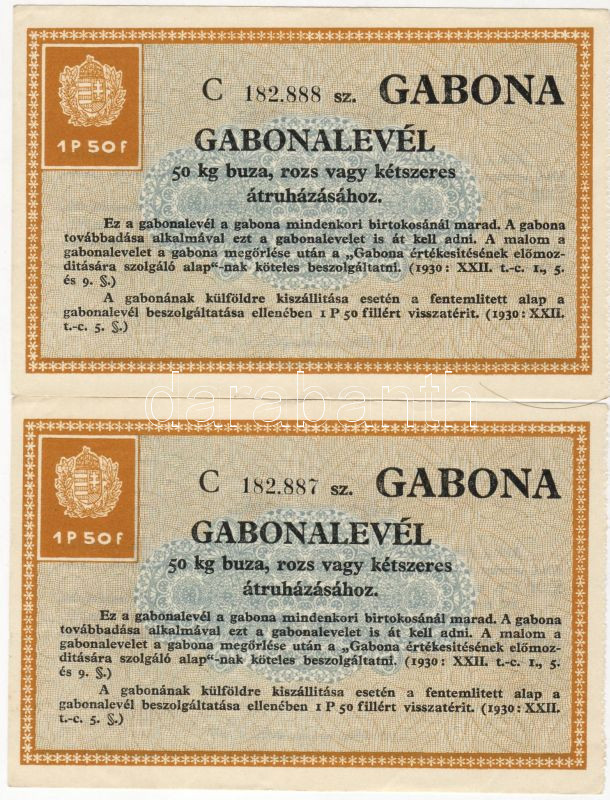 C 182.888 sz. GABONA
1 P 50 F
GABONALEVÉL
50 kg buza, rozs vagy kétszeres
átruházásához.
Ez a gabonalevél a gabona mindenkori birtokosánál marad. A gabona
továbbadása alkalmával ezt a gabonalevelet is át kell adni. A malom a
gabonalevelet a gabona megőrlése után a „Gabona értékesitésének előmoz-
ditására szolgáló alap“-nak köteles beszolgáltatni. (1930: XXII. t.-c. 1., 5.
és 9. §.)
A gabonának külföldre kiszállitása esetén a fentemlitett alap a
gabonalevél beszolgáltatása ellenében 1 P 50 fillért visszatérit. (1930: XXII.
t.-c. 5. §.)
darabanth
C 182.887 sz. GABONA
1 P 50 F
GABONALEVÉL
50 kg buza, rozs vagy kétszeres
átruházásához.
Ez a gabonalevél a gabona mindenkori birtokosánál marad. A gabona
továbbadása alkalmával ezt a gabonalevelet is át kell adni. A malom a
gabonalevelet a gabona megőrlése után a „Gabona értékesitésének előmoz-
ditására szolgáló alap“-nak köteles beszolgáltatni. (1930: XXII. t.-c. 1., 5.
és 9. §.)
A gabonának külföldre kiszállitása esetén a fentemlitett alap a
gabonalevél beszolgáltatása ellenében 1 P 50 fillért visszatérit. (1930: XXII.
t.-c. 5. §.)